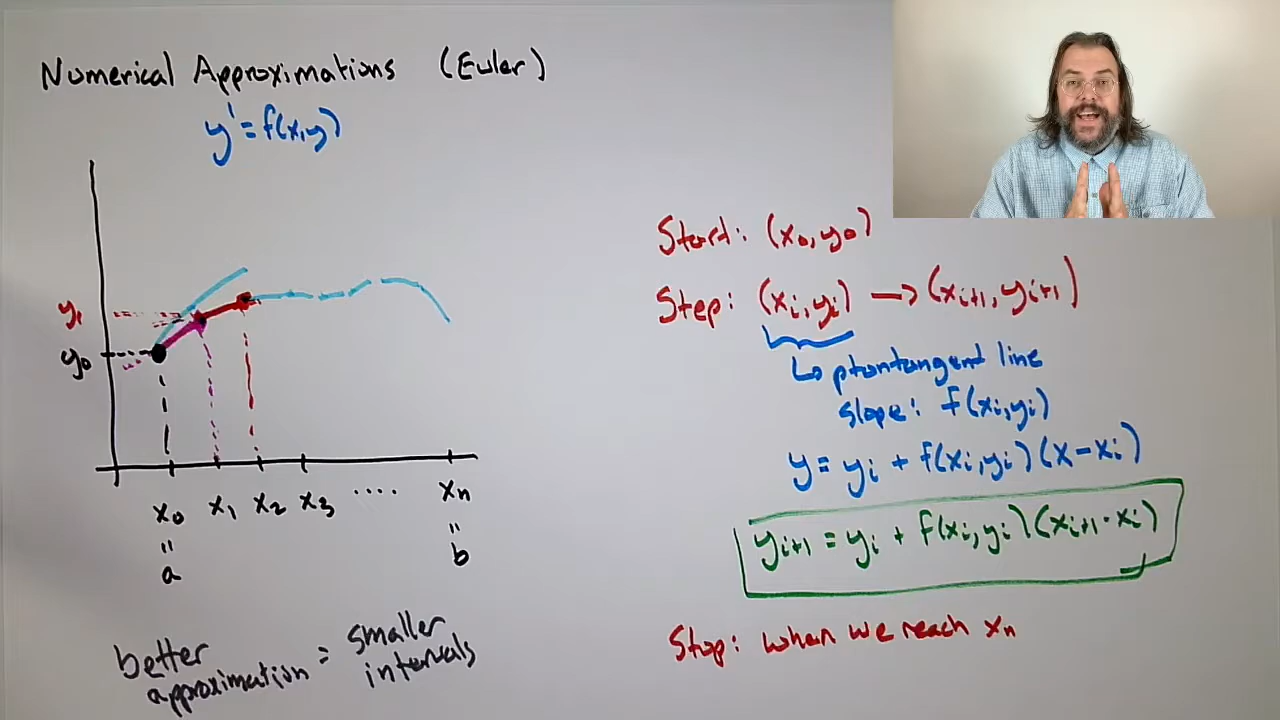 Numerical Approximations (Euler)
y' = f(x,y)
y₁
y₀
x₀ x₁ x₂ x₃ .... xₙ
" "
a b
better approximation = smaller intervals
Start: (x₀,y₀)
Step: (xᵢ,yᵢ) → (xᵢ₊₁, yᵢ₊₁)
↳ pt on tangent line
slope: f(xᵢ,yᵢ)
y = yᵢ + f(xᵢ,yᵢ)(x-xᵢ)
yᵢ₊₁ = yᵢ + f(xᵢ,yᵢ)(xᵢ₊₁-xᵢ)
Stop: when we reach xₙ